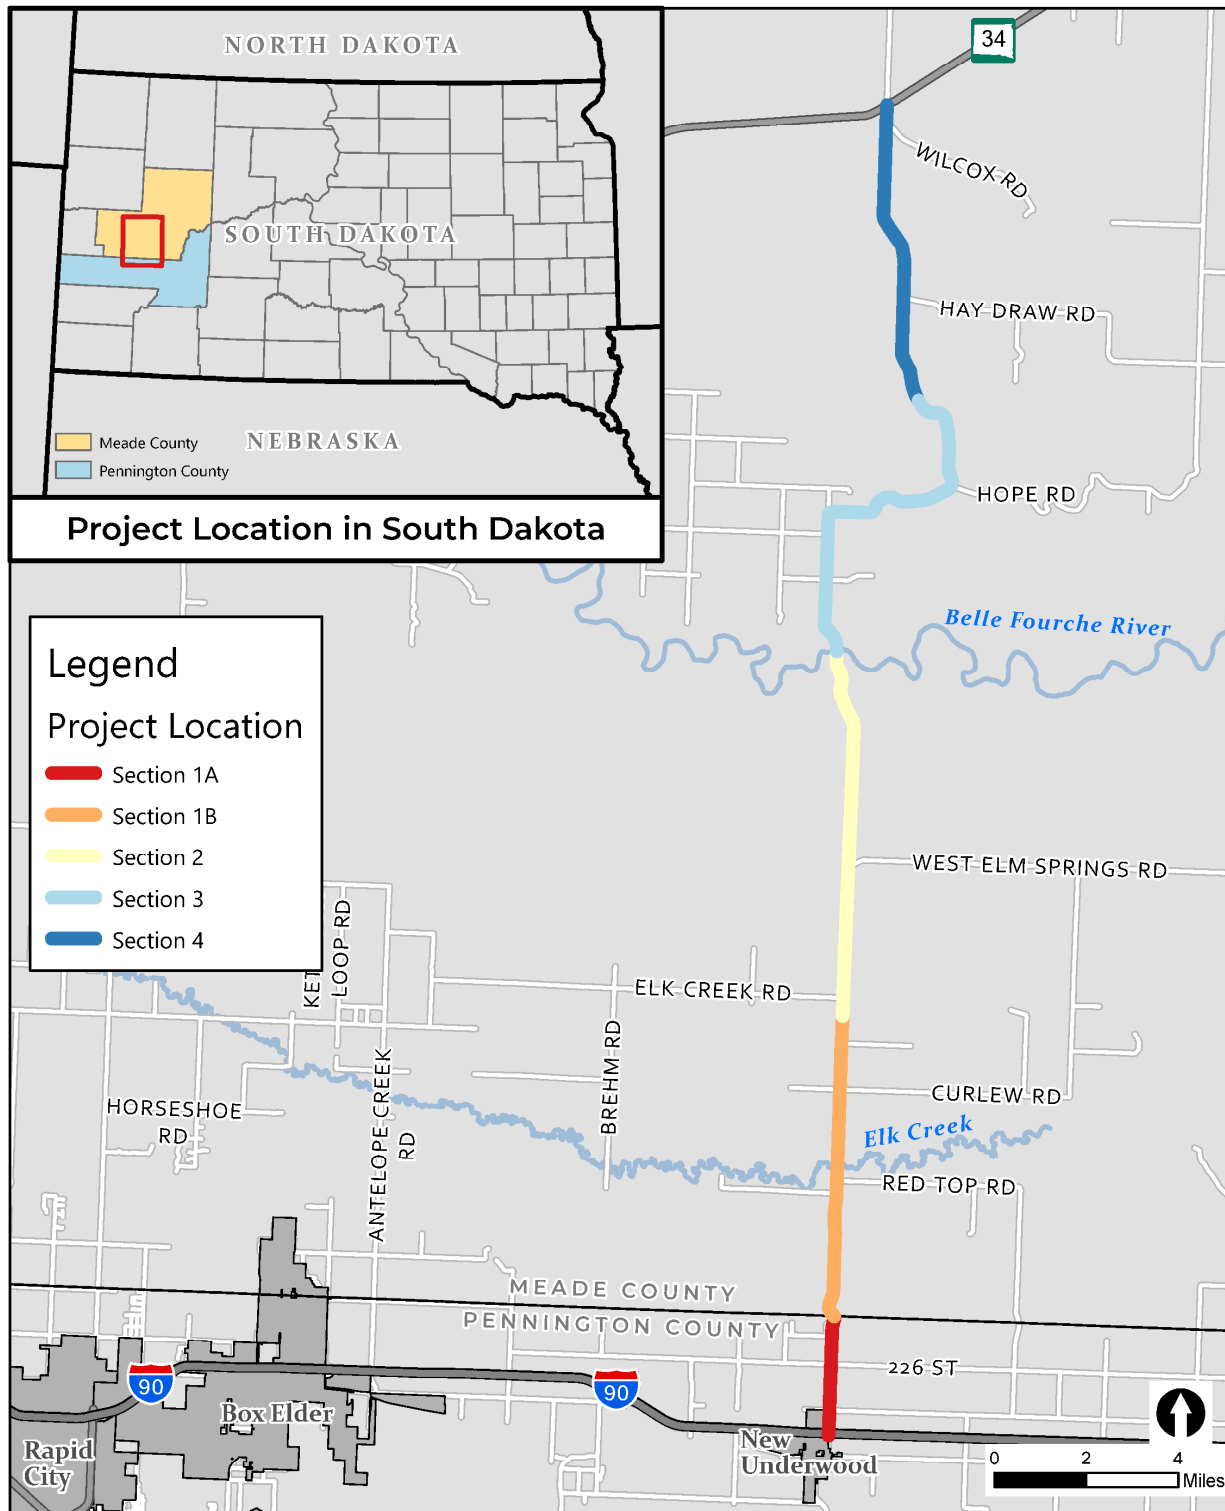 NORTH DAKOTA
SOUTH DAKOTA
NEBRASKA
Meade County
Pennington County
Project Location in South Dakota
34
WILCOX RD
HAY DRAW RD
HOPE RD
Belle Fourche River
Legend
Project Location
Section 1A
Section 1B
Section 2
Section 3
Section 4
WEST ELM SPRINGS RD
KET
LOOP RD
ELK CREEK RD
BREHM RD
ANTELOPE CREEK
RD
HORSESHOE
RD
CURLEW RD
Elk Creek
RED TOP RD
MEADE COUNTY
PENNINGTON COUNTY
226 ST
90
90
Box Elder
Rapid
City
New
Underwood
0 2 4
Miles